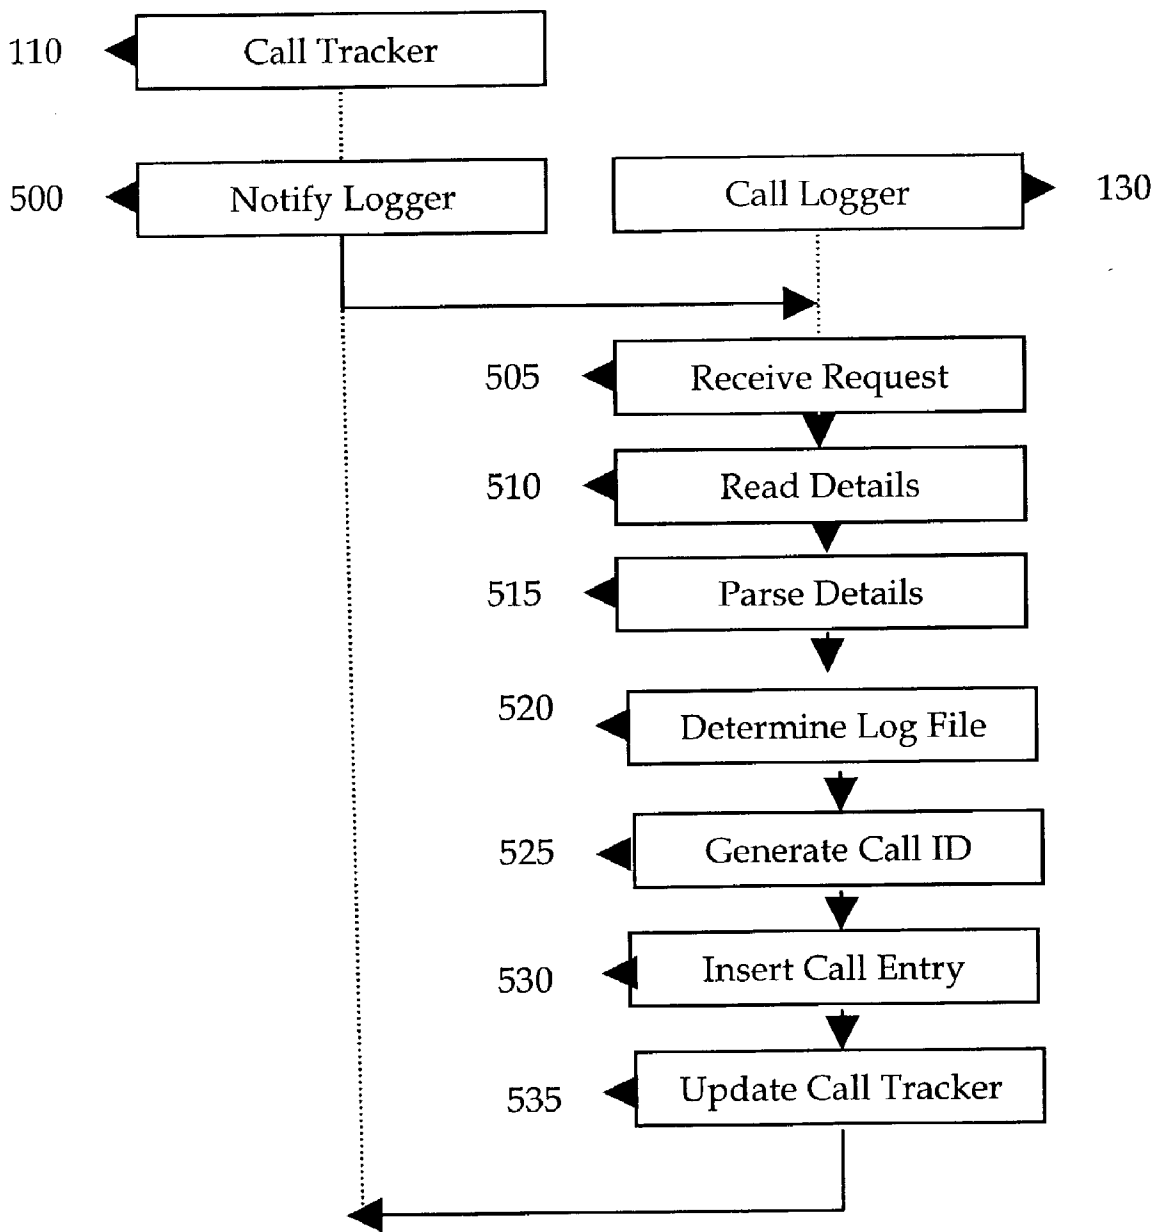 110 Call Tracker
500 Notify Logger Call Logger 130
505 Receive Request
510 Read Details
515 Parse Details
520 Determine Log File
525 Generate Call ID
530 Insert Call Entry
535 Update Call Tracker